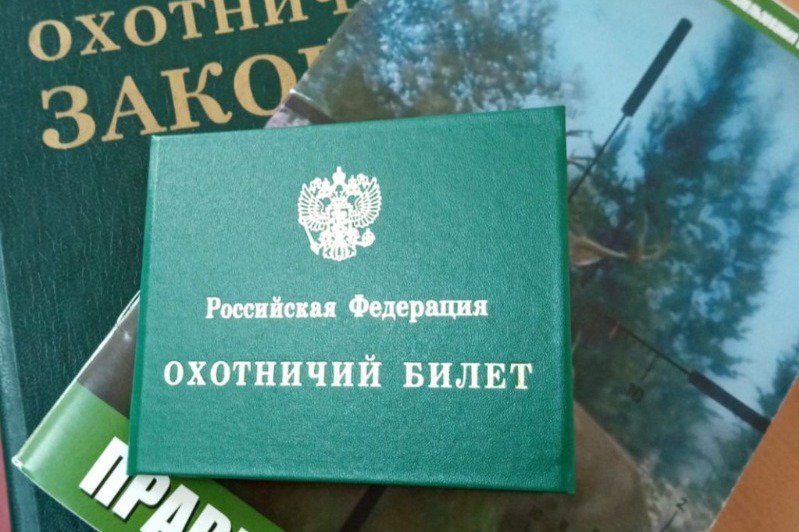 ОХОТНИЧ
ЗАКО
Российская Федерация
ОХОТНИЧИЙ БИЛЕТ
ПРАВ